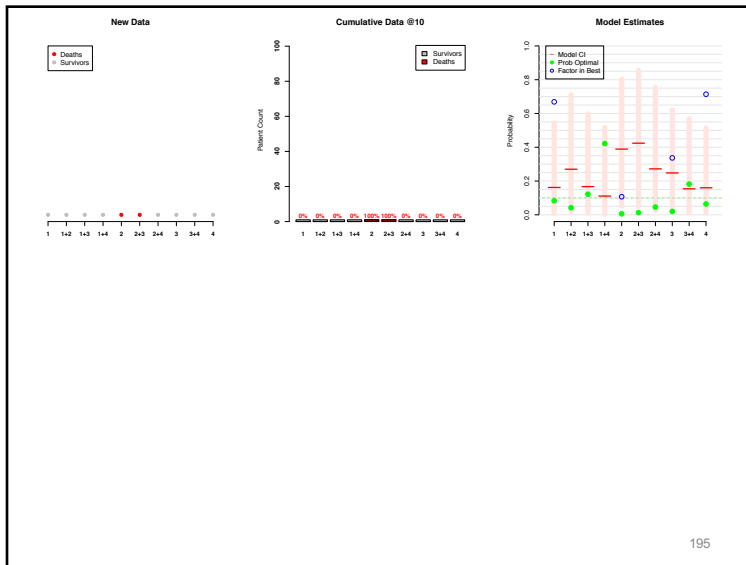 New Data
Deaths
Survivors
1 1+2 1+3 1+4 2 2+3 2+4 3 3+4 4
Cumulative Data @10
Survivors
Deaths
Patient Count
100
80
60
40
20
0
0% 0% 0% 0% 100% 100% 0% 0% 0% 0%
1 1+2 1+3 1+4 2 2+3 2+4 3 3+4 4
Model Estimates
Model CI
Prob Optimal
Factor in Best
Probability
1.0
0.8
0.6
0.4
0.2
0.0
1 1+2 1+3 1+4 2 2+3 2+4 3 3+4 4
195